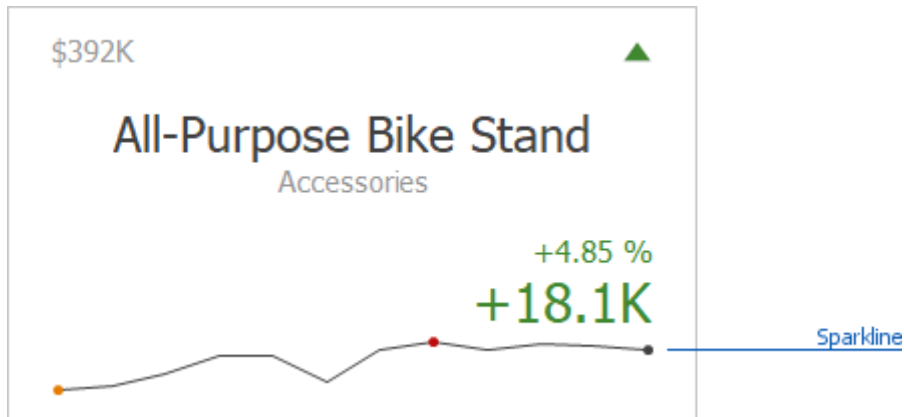 $392K
All-Purpose Bike Stand
Accessories
+4.85 %
+18.1K
Sparkline